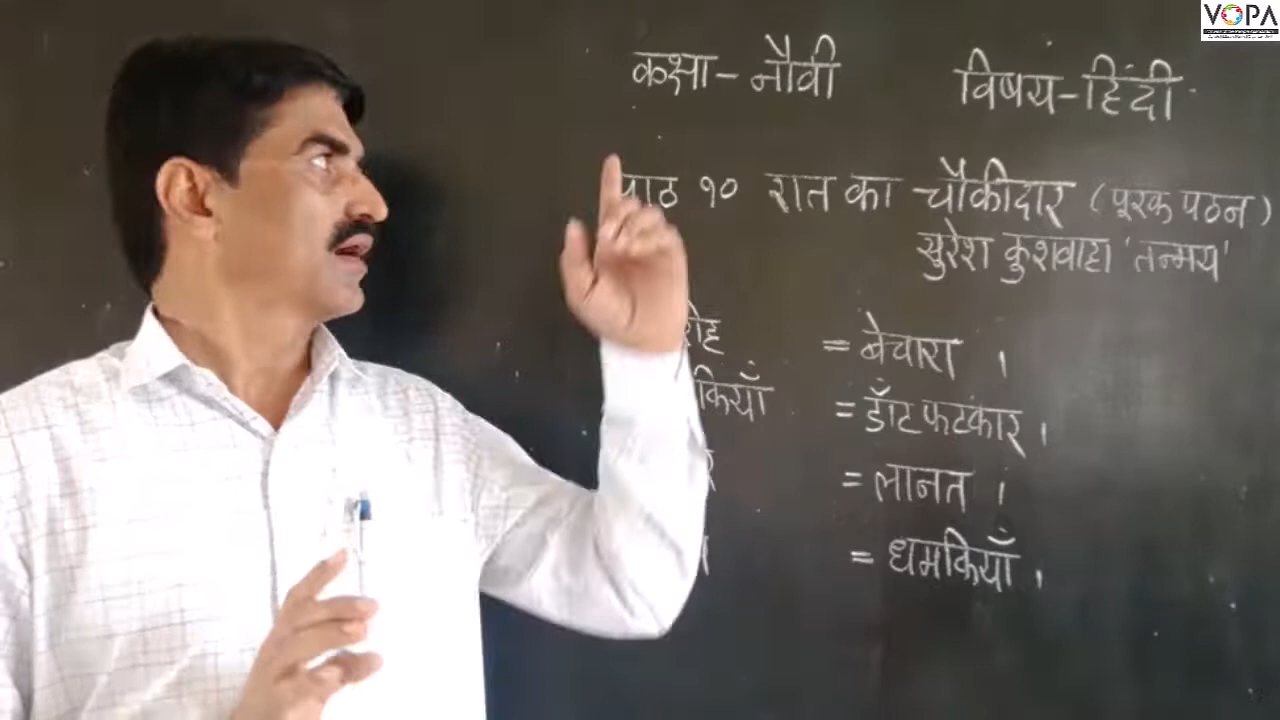 VOPA
कक्षा - नौवी विषय - हिंदी
पाठ १० रात का चौकीदार (पूरक पठन)
सुरेश कुशवाहा 'तन्मय'
= बेचारा ।
कियाँ = डाँट फटकार ।
= लानत ।
= धमकियाँ ।